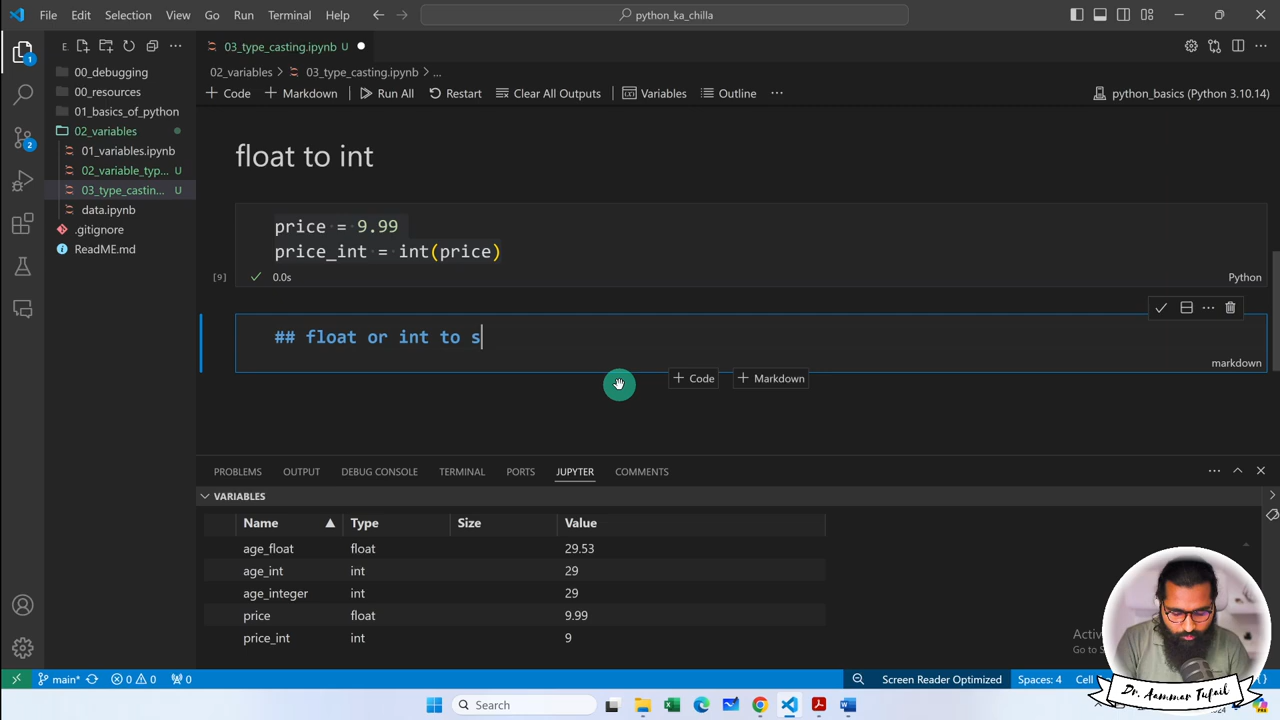 File Edit Selection View Go Run Terminal Help
python_ka_chilla
E
03_type_casting.ipynb U
00_debugging
00_resources
01_basics_of_python
02_variables
01_variables.ipynb
02_variable_typ... U
03_type_castin... U
data.ipynb
.gitignore
ReadME.md
1
2
02_variables > 03_type_casting.ipynb > ...
+ Code + Markdown Run All Restart Clear All Outputs Variables Outline ...
python_basics (Python 3.10.14)
float to int
price = 9.99
price_int = int(price)
[9] 0.0s Python
## float or int to s
markdown
+ Code + Markdown
PROBLEMS OUTPUT DEBUG CONSOLE TERMINAL PORTS JUPYTER COMMENTS
VARIABLES
Name Type Size Value
age_float float 29.53
age_int int 29
age_integer int 29
price float 9.99
price_int int 9
Dr. Aammar Tufail
main* 0 0 0 Screen Reader Optimized Spaces: 4 Cell
Search